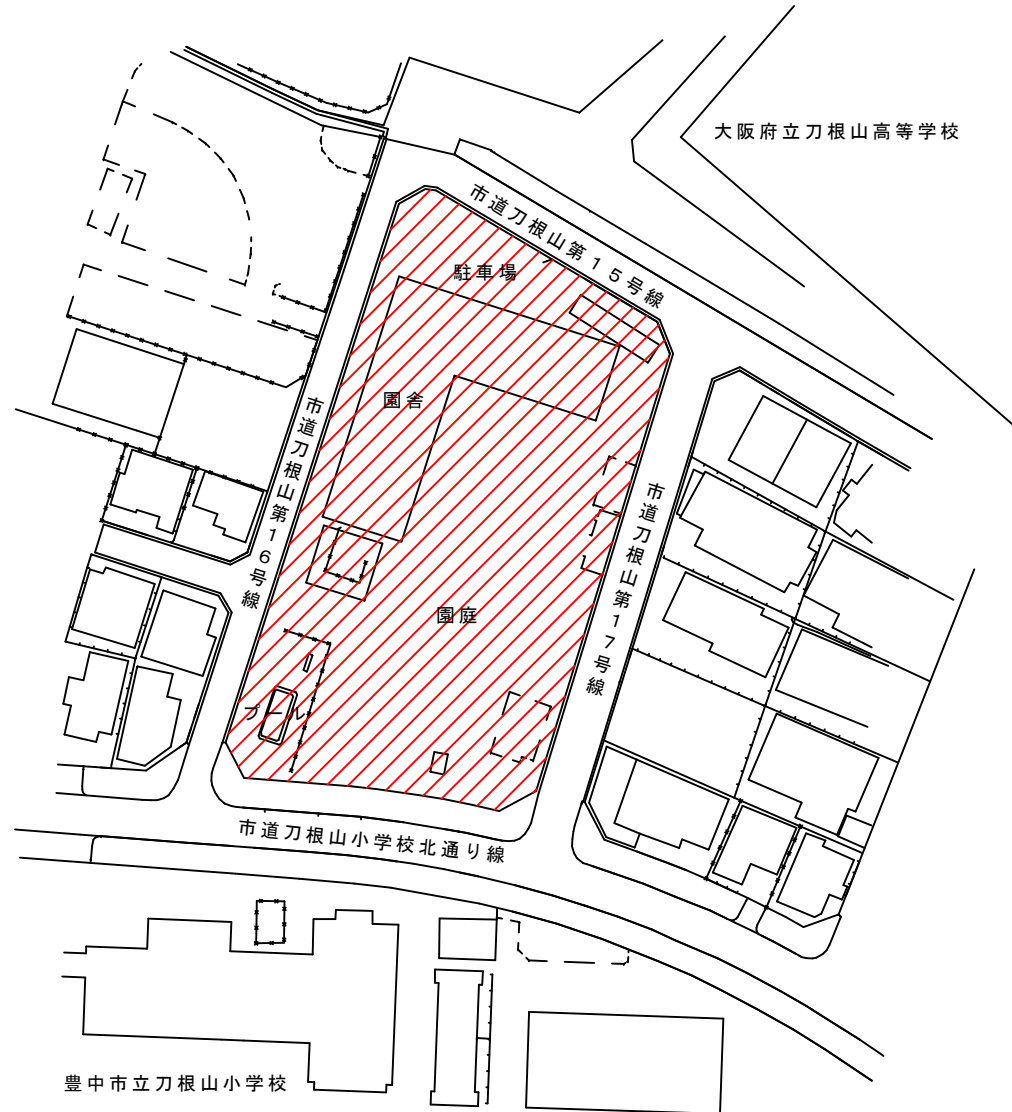 大阪府立刀根山高等学校
市道刀根山第１５号線
駐車場
園舎
市道刀根山第１６号線
市道刀根山第１７号線
園庭
プール
市道刀根山小学校北通り線
豊中市立刀根山小学校